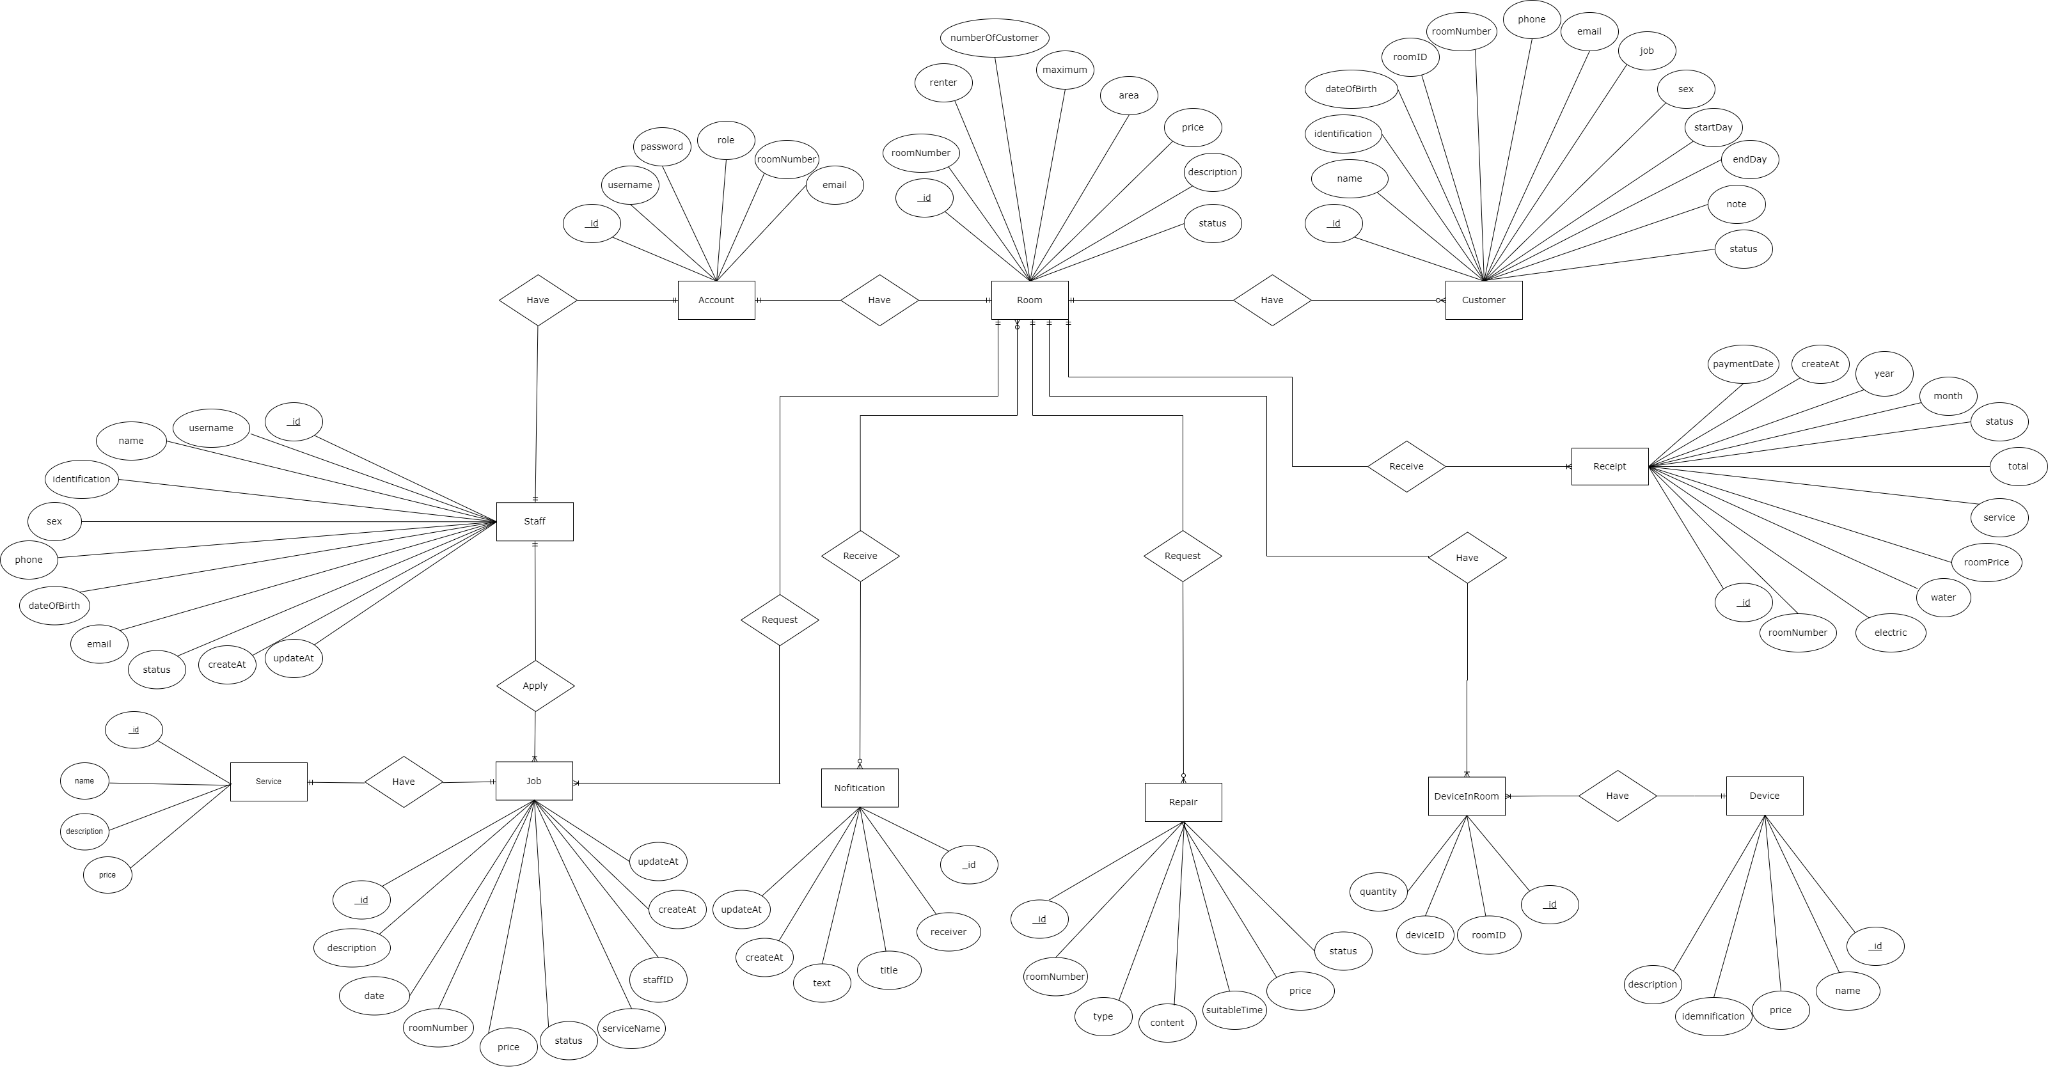 numberOfCustomer
renter
maximum
area
price
roomNumber
description
_id
status
phone
roomNumber
email
roomID
job
dateOfBirth
sex
identification
startDay
endDay
name
note
_id
status
role
password
roomNumber
username
email
_id
Have
Account
Have
Room
Have
Customer
paymentDate
createAt
year
month
status
total
service
roomPrice
water
electric
roomNumber
_id
Receive
Receipt
_id
username
name
identification
sex
phone
dateOfBirth
email
status
createAt
updateAt
Staff
Receive
Request
Have
Request
Apply
_id
name
description
price
Service
Have
Job
Nofitication
Repair
DeviceInRoom
Have
Device
updateAt
createAt
staffID
serviceName
status
price
roomNumber
date
description
_id
_id
updateAt
receiver
createAt
title
text
_id
roomNumber
type
content
suitableTime
price
status
quantity
deviceID
roomID
_id
_id
description
name
idemnification
price